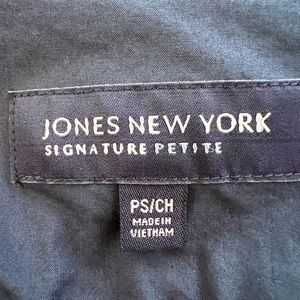 JONES NEW YORK
SIGNATURE PETITE
PS/CH
MADE IN
VIETNAM